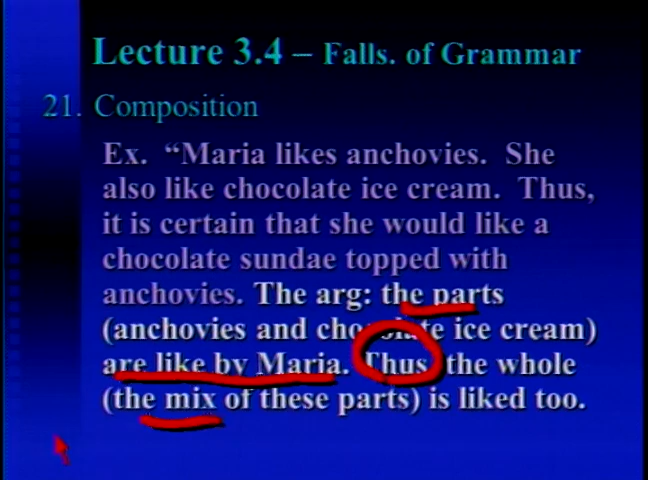 Lecture 3.4 – Falls. of Grammar
21. Composition
Ex. “Maria likes anchovies. She
also like chocolate ice cream. Thus,
it is certain that she would like a
chocolate sundae topped with
anchovies. The arg: the parts
(anchovies and chocolate ice cream)
are like by Maria. Thus the whole
(the mix of these parts) is liked too.